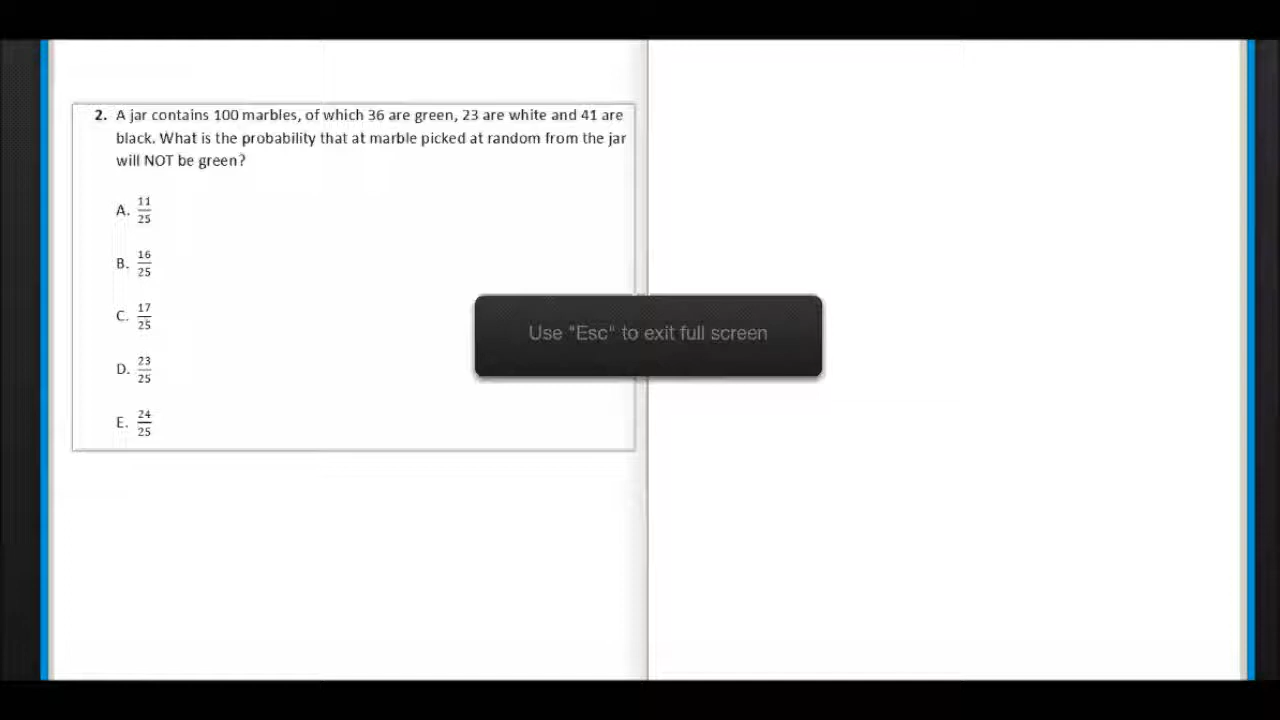 2. A jar contains 100 marbles, of which 36 are green, 23 are white and 41 are
black. What is the probability that at marble picked at random from the jar
will NOT be green?
A. 11/25
B. 16/25
C. 17/25
D. 23/25
E. 24/25
Use "Esc" to exit full screen